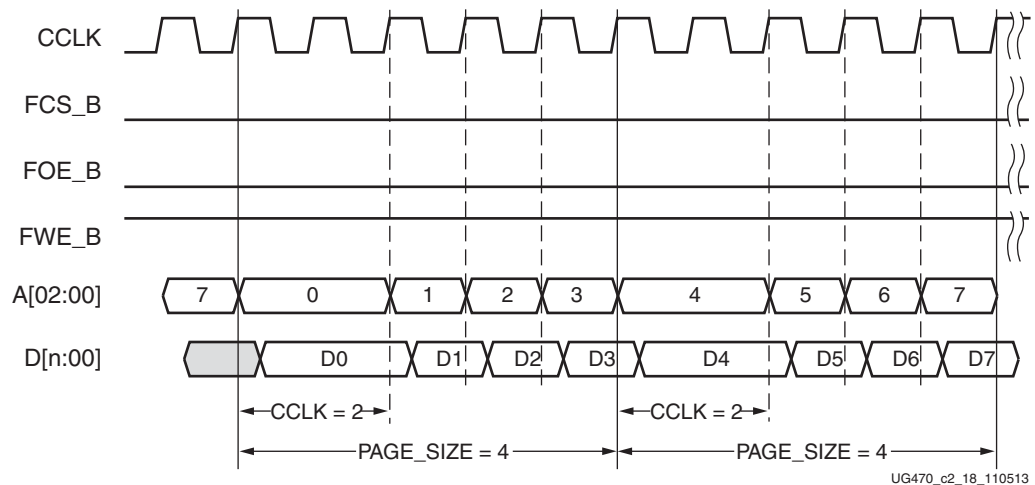 CCLK
FCS_B
FOE_B
FWE_B
A[02:00] 7 0 1 2 3 4 5 6 7
D[n:00] D0 D1 D2 D3 D4 D5 D6 D7
CCLK = 2 CCLK = 2
PAGE_SIZE = 4 PAGE_SIZE = 4
UG470_c2_18_110513